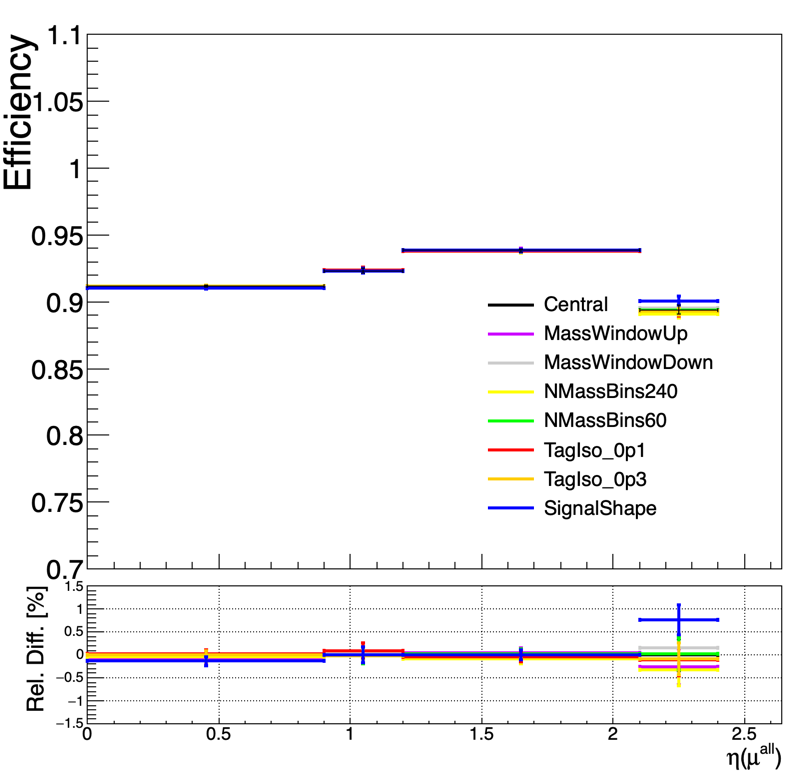 Efficiency
1.1
1.05
1
0.95
0.9
0.85
0.8
0.75
0.7
Central
MassWindowUp
MassWindowDown
NMassBins240
NMassBins60
TagIso_0p1
TagIso_0p3
SignalShape
Rel. Diff. [%]
1.5
1
0.5
0
−0.5
−1
−1.5
0 0.5 1 1.5 2 2.5
η(μ^all)